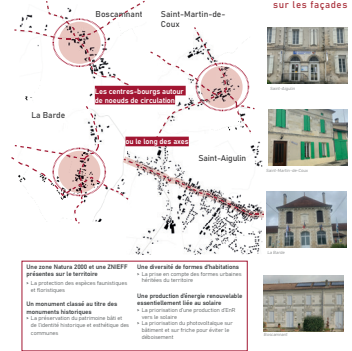 sur les façades
Boscamnant
Saint-Martin-de-
Coux
Saint-Aigulin
Les centres-bourgs autour
de noeuds de circulation
La Barde
ou le long des axes
Saint-Aigulin
Saint-Martin-de-Coux
La Barde
Boscamnant
Une zone Natura 2000 et une ZNIEFF
présentes sur le territoire
• La protection des espèces faunistiques
et floristiques
Un monument classé au titre des
monuments historiques
• La préservation du patrimoine bâti et
de l'identité historique et esthétique des
communes
Une diversité de formes d'habitations
• La prise en compte des formes urbaines
héritées du territoire
Une production d'énergie renouvelable
essentiellement liée au solaire
• La priorisation d'une production d'EnR
vers le solaire
• La priorisation du photovoltaïque sur
bâtiment et sur friche pour éviter le
déboisement